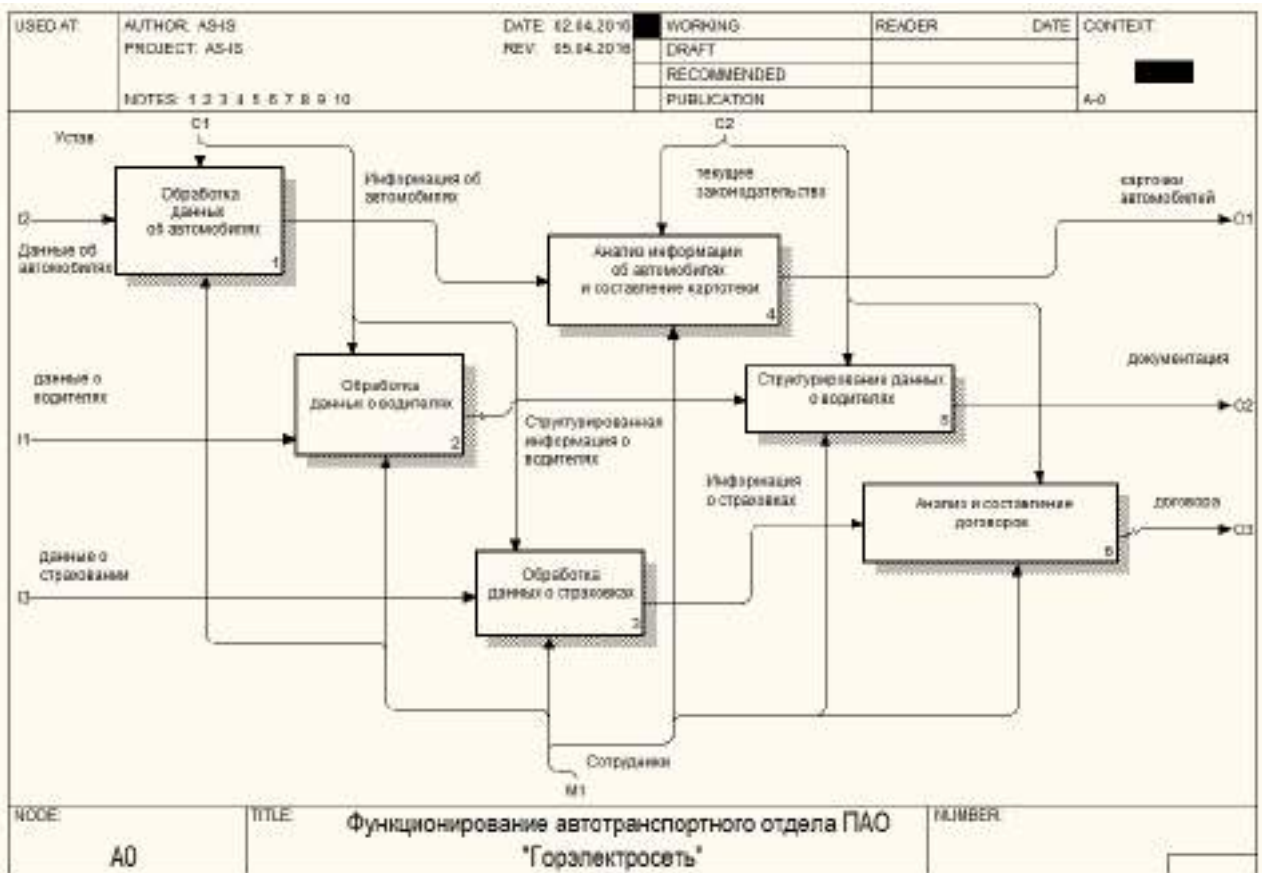 USED AT:
AUTHOR: AS-IS
DATE: 02.04.2016
WORKING
READER
DATE
CONTEXT:
PROJECT: AS-IS
REV: 05.04.2016
DRAFT
RECOMMENDED
NOTES: 1 2 3 4 5 6 7 8 9 10
PUBLICATION
A-0
Устав
C1
C2
Информация об
автомобилях
текущее
законодательство
карточки
автомобилей
Обработка
данных
об автомобилях
1
I2
O1
Данные об
автомобилях
Анализ информации
об автомобилях
и составление картотеки
4
данные о
водителях
Обработка
данных о водителях
2
I1
Структурирование данных
о водителях
5
документация
O2
Структурированная
информация о
водителях
Информация
о страховках
Анализ и составление
договоров
6
договора
O3
данные о
страховании
I3
Обработка
данных о страховках
3
Сотрудники
M1
NODE:
TITLE:
NUMBER:
A0
Функционирование автотранспортного отдела ПАО
"Горэлектросеть"